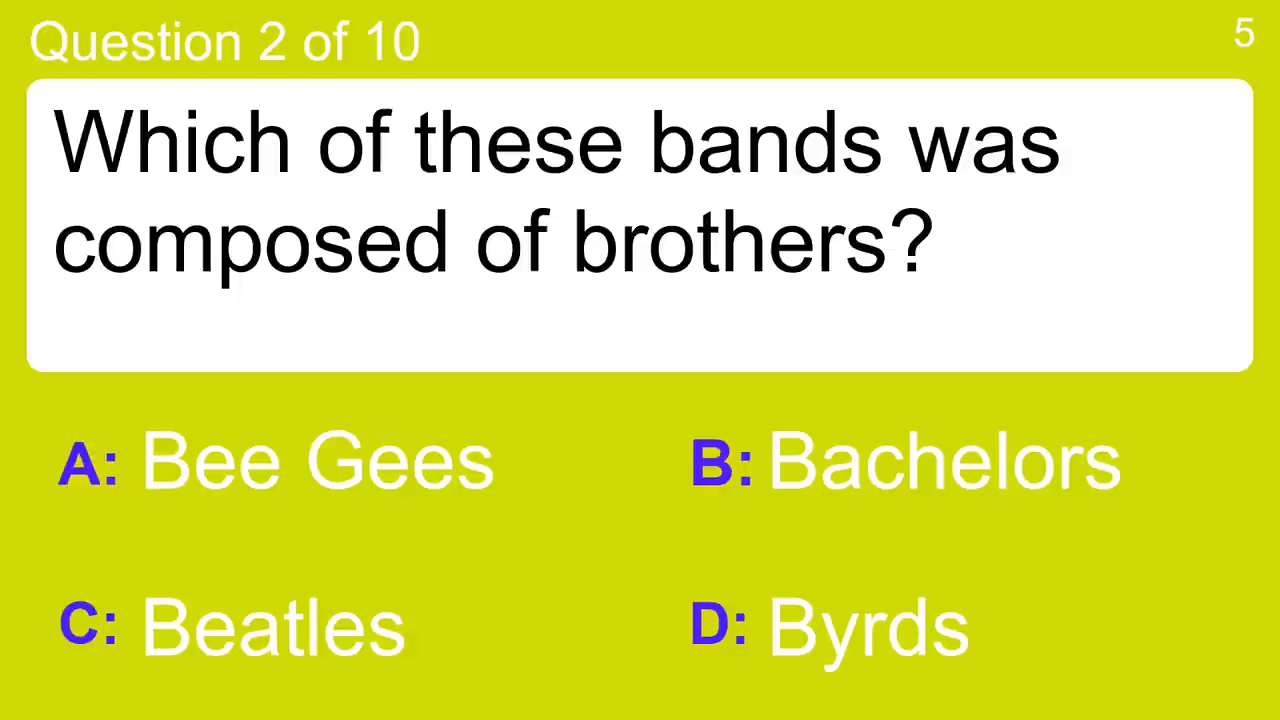 Question 2 of 10
5
Which of these bands was
composed of brothers?
A: Bee Gees
B: Bachelors
C: Beatles
D: Byrds